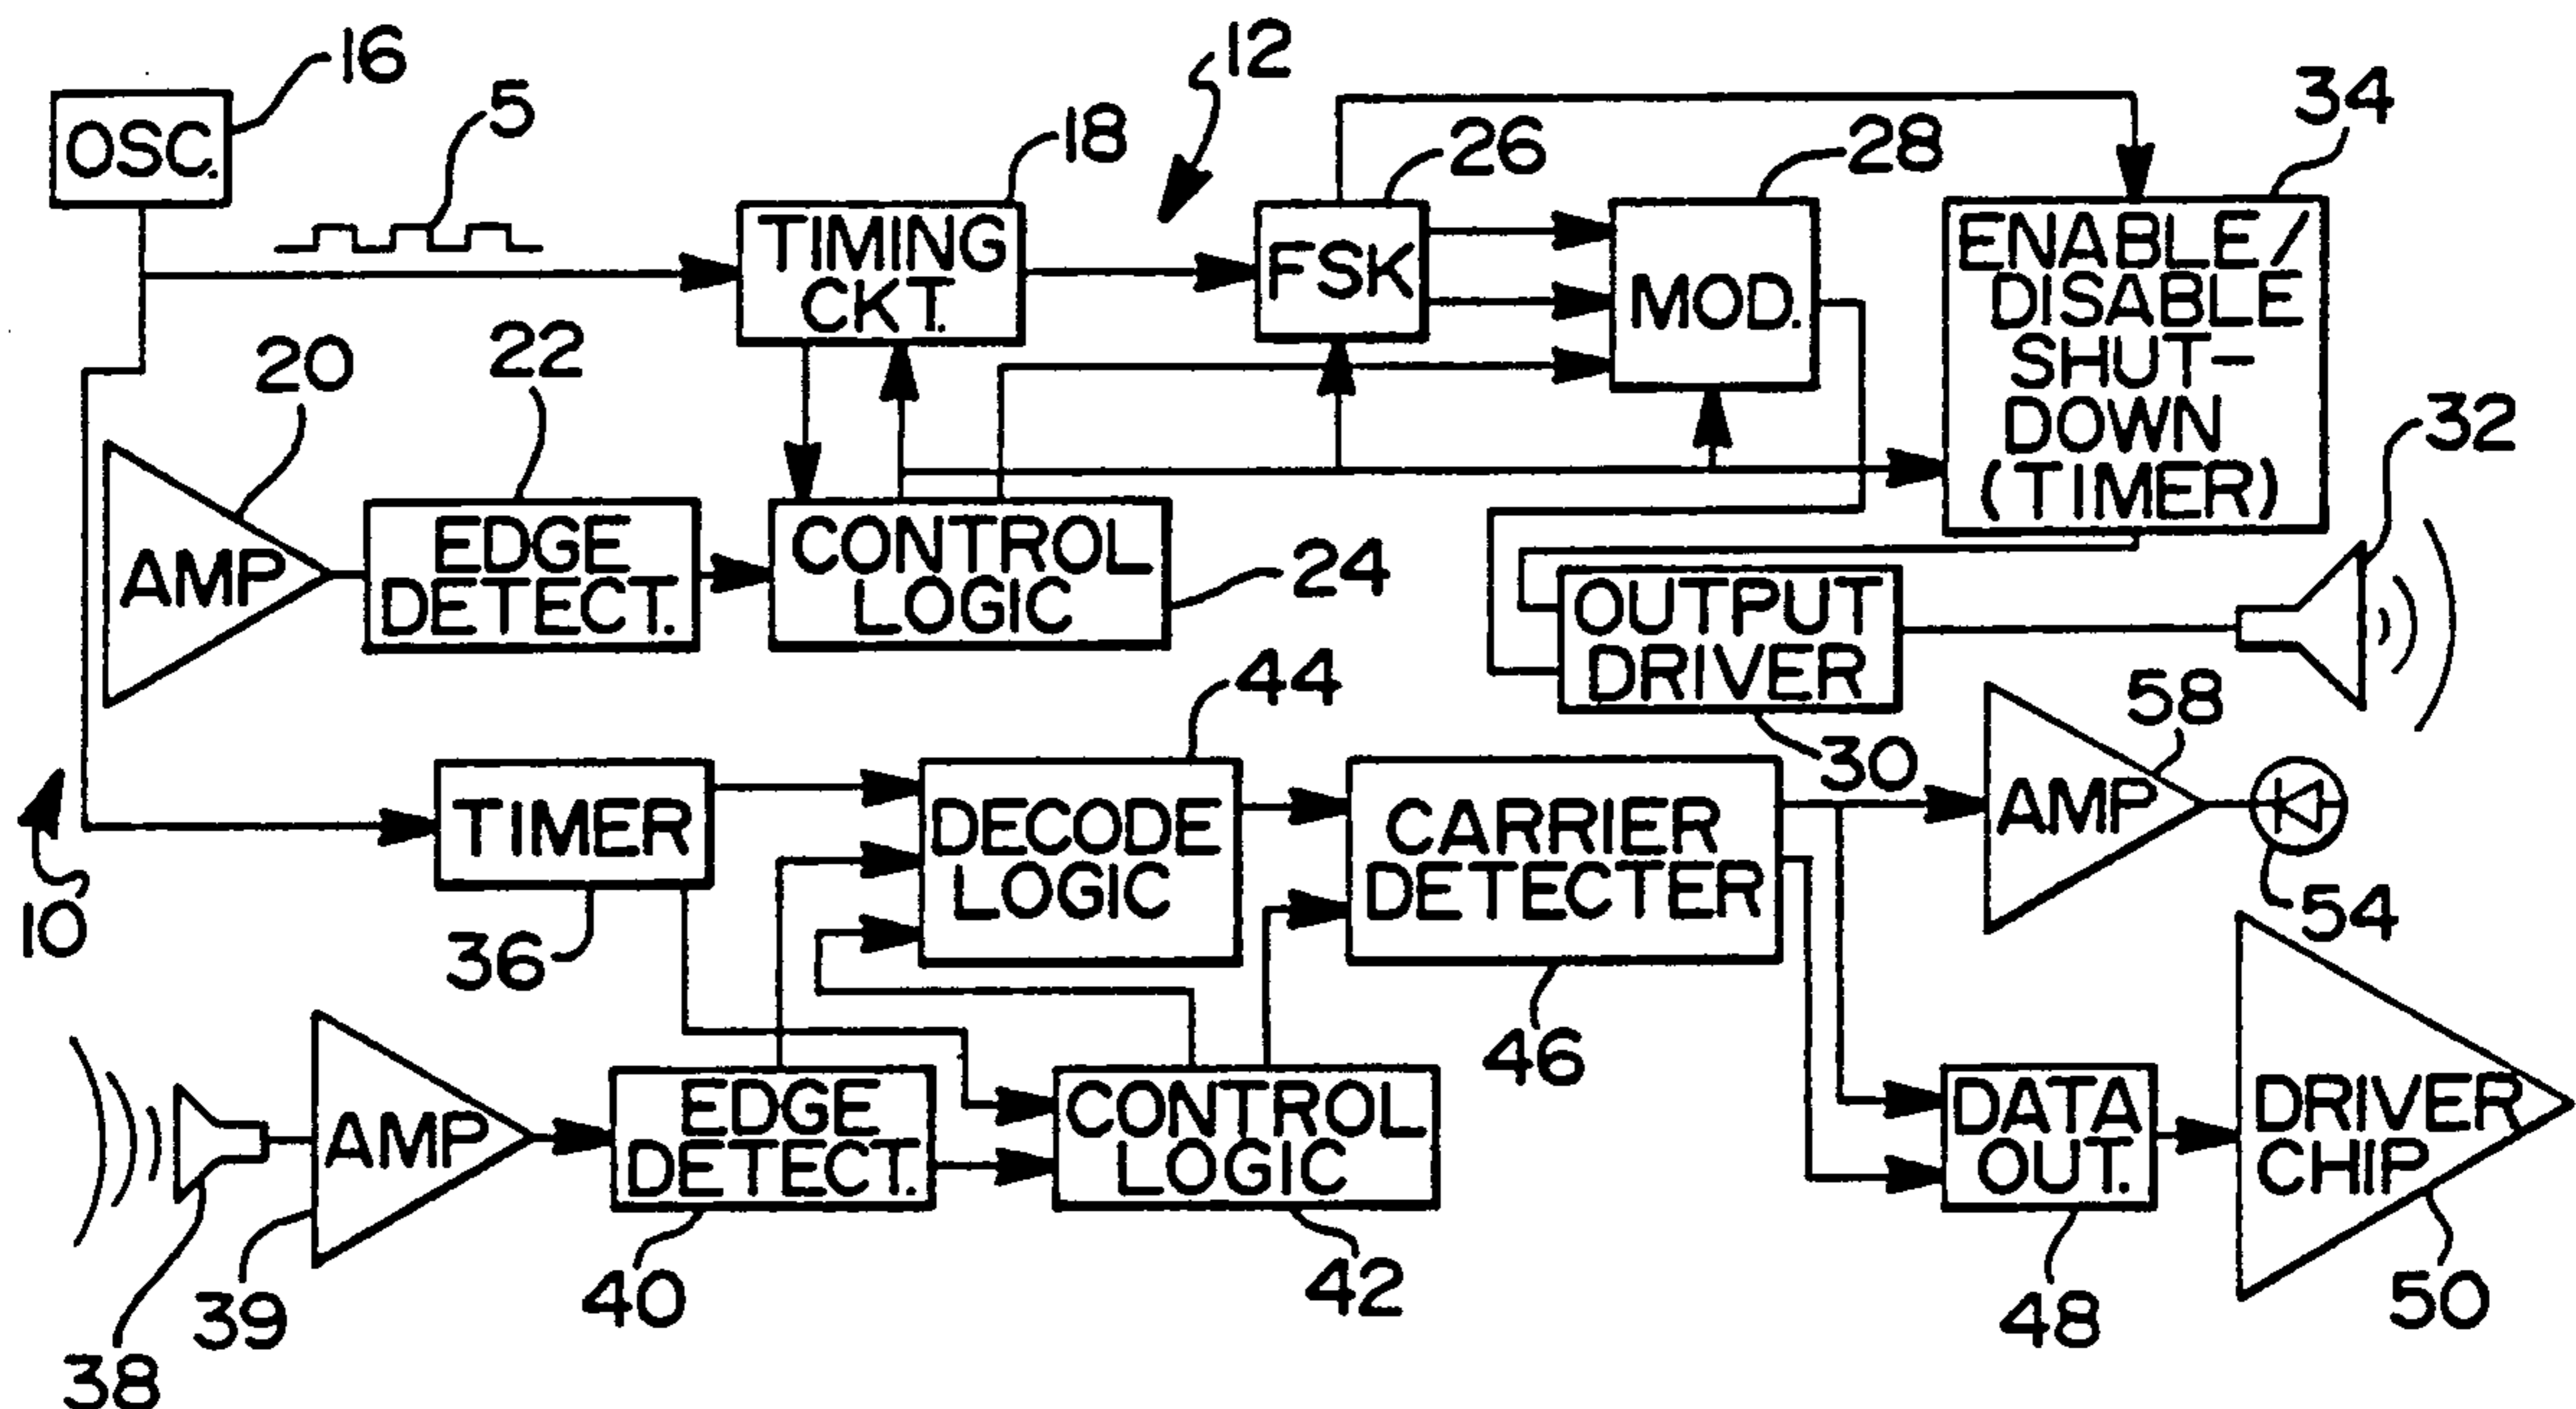 16
5
12
34
OSC.
18
26
28
TIMING
CKT.
FSK
MOD.
ENABLE/
DISABLE
SHUT-
DOWN
(TIMER)
20
22
32
AMP
EDGE
DETECT.
CONTROL
LOGIC
24
OUTPUT
DRIVER
30
44
58
10
TIMER
36
DECODE
LOGIC
CARRIER
DETECTER
46
AMP
54
38
39
AMP
EDGE
DETECT.
40
CONTROL
LOGIC
42
DATA
OUT.
48
DRIVER
CHIP
50